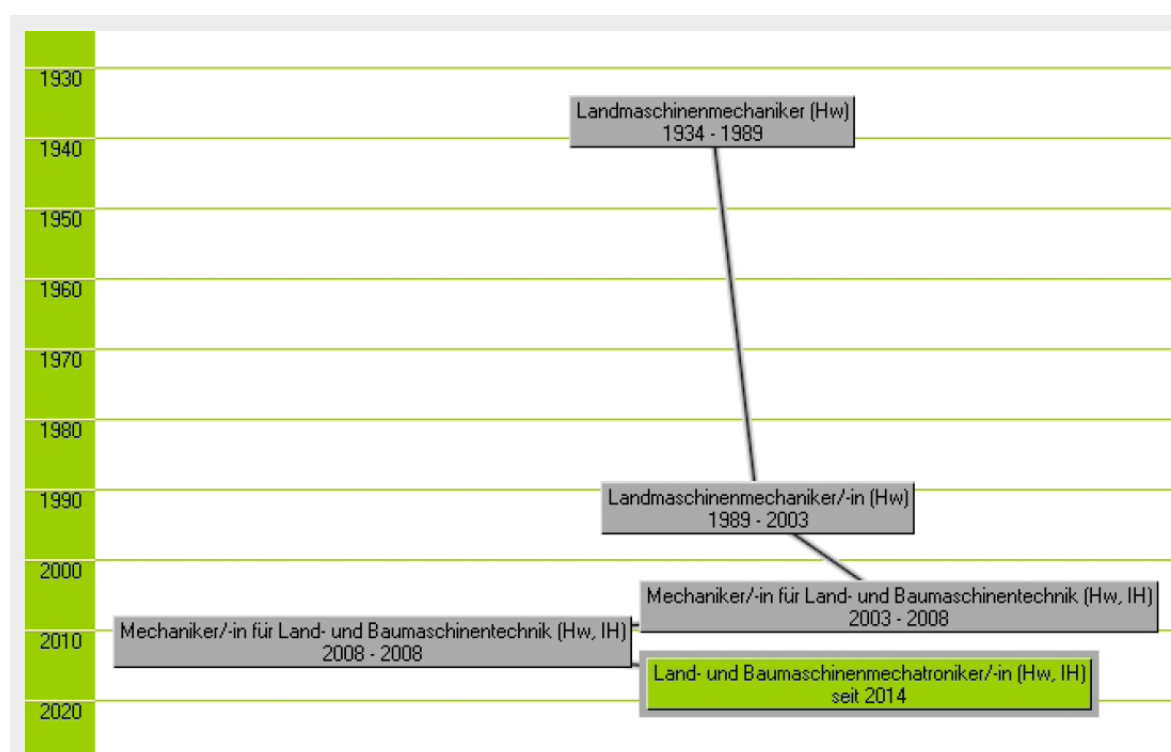 1930
Landmaschinenmechaniker (Hw)
1934 - 1989
1940
1950
1960
1970
1980
1990
Landmaschinenmechaniker/-in (Hw)
1989 - 2003
2000
Mechaniker/-in für Land- und Baumaschinentechnik (Hw, IH)
2003 - 2008
2010
Mechaniker/-in für Land- und Baumaschinentechnik (Hw, IH)
2008 - 2008
Land- und Baumaschinenmechatroniker/-in (Hw, IH)
seit 2014
2020